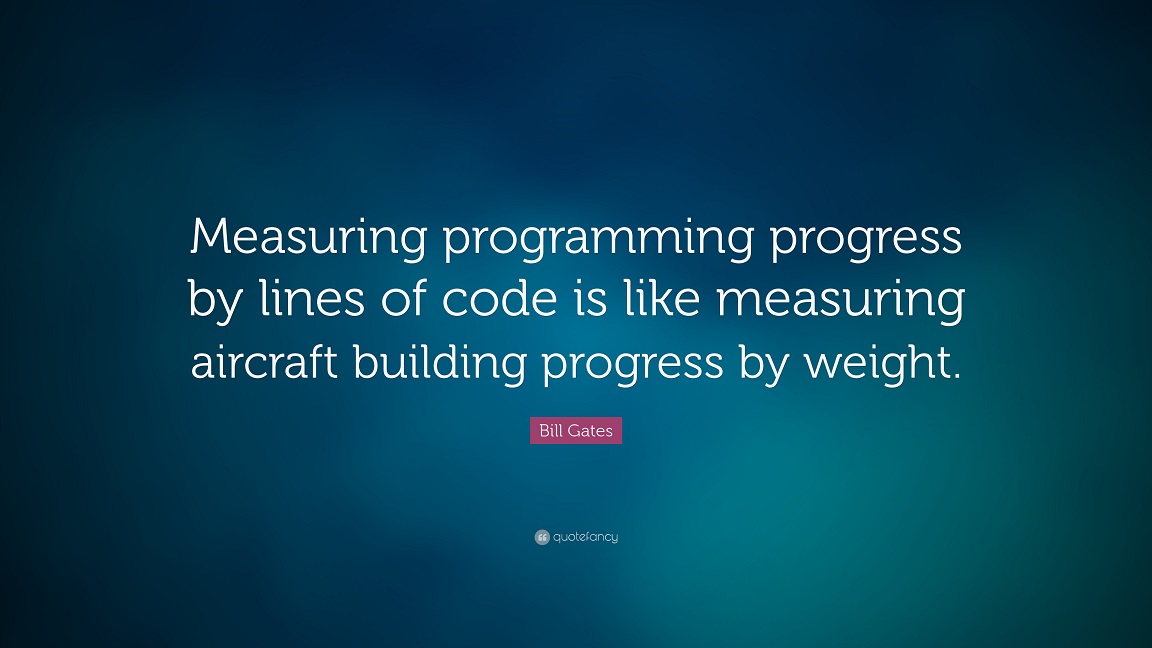 Measuring programming progress
by lines of code is like measuring
aircraft building progress by weight.
Bill Gates
quotefancy